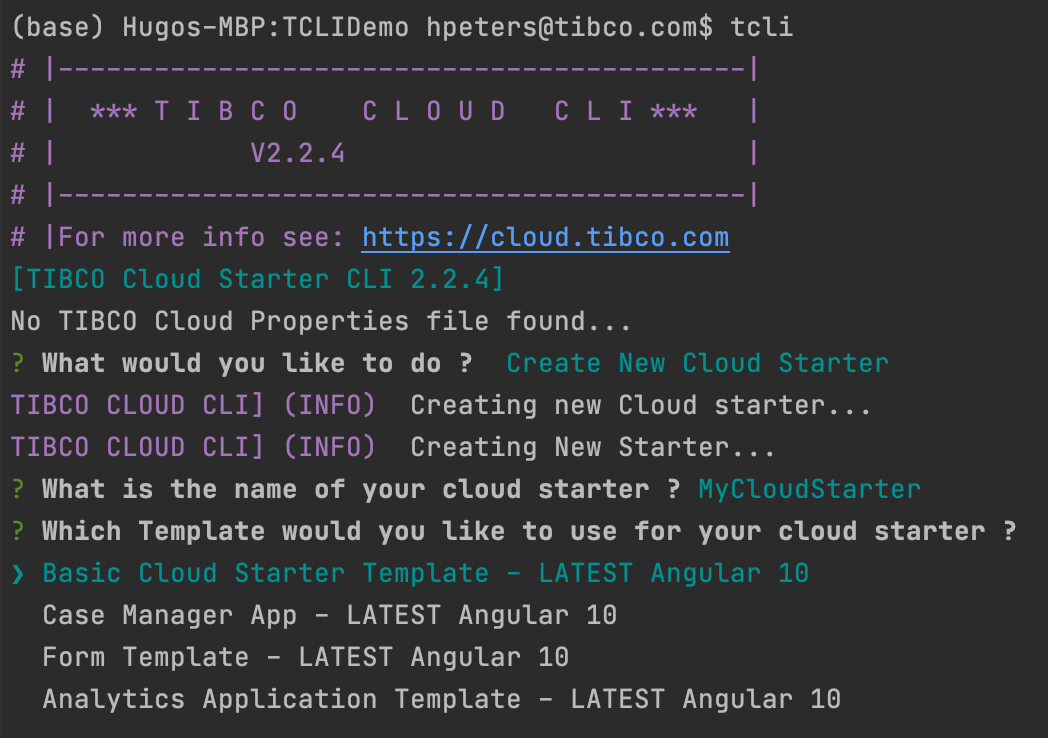 (base) Hugos-MBP:TCLIDemo hpeters@tibco.com$ tcli
# |-------------------------------------------|
# |  *** T I B C O    C L O U D   C L I ***   |
# |            V2.2.4                         |
# |-------------------------------------------|
# |For more info see: https://cloud.tibco.com
[TIBCO Cloud Starter CLI 2.2.4]
No TIBCO Cloud Properties file found...
? What would you like to do ?  Create New Cloud Starter
TIBCO CLOUD CLI] (INFO)  Creating new Cloud starter...
TIBCO CLOUD CLI] (INFO)  Creating New Starter...
? What is the name of your cloud starter ? MyCloudStarter
? Which Template would you like to use for your cloud starter ?
❯ Basic Cloud Starter Template - LATEST Angular 10
  Case Manager App - LATEST Angular 10
  Form Template - LATEST Angular 10
  Analytics Application Template - LATEST Angular 10